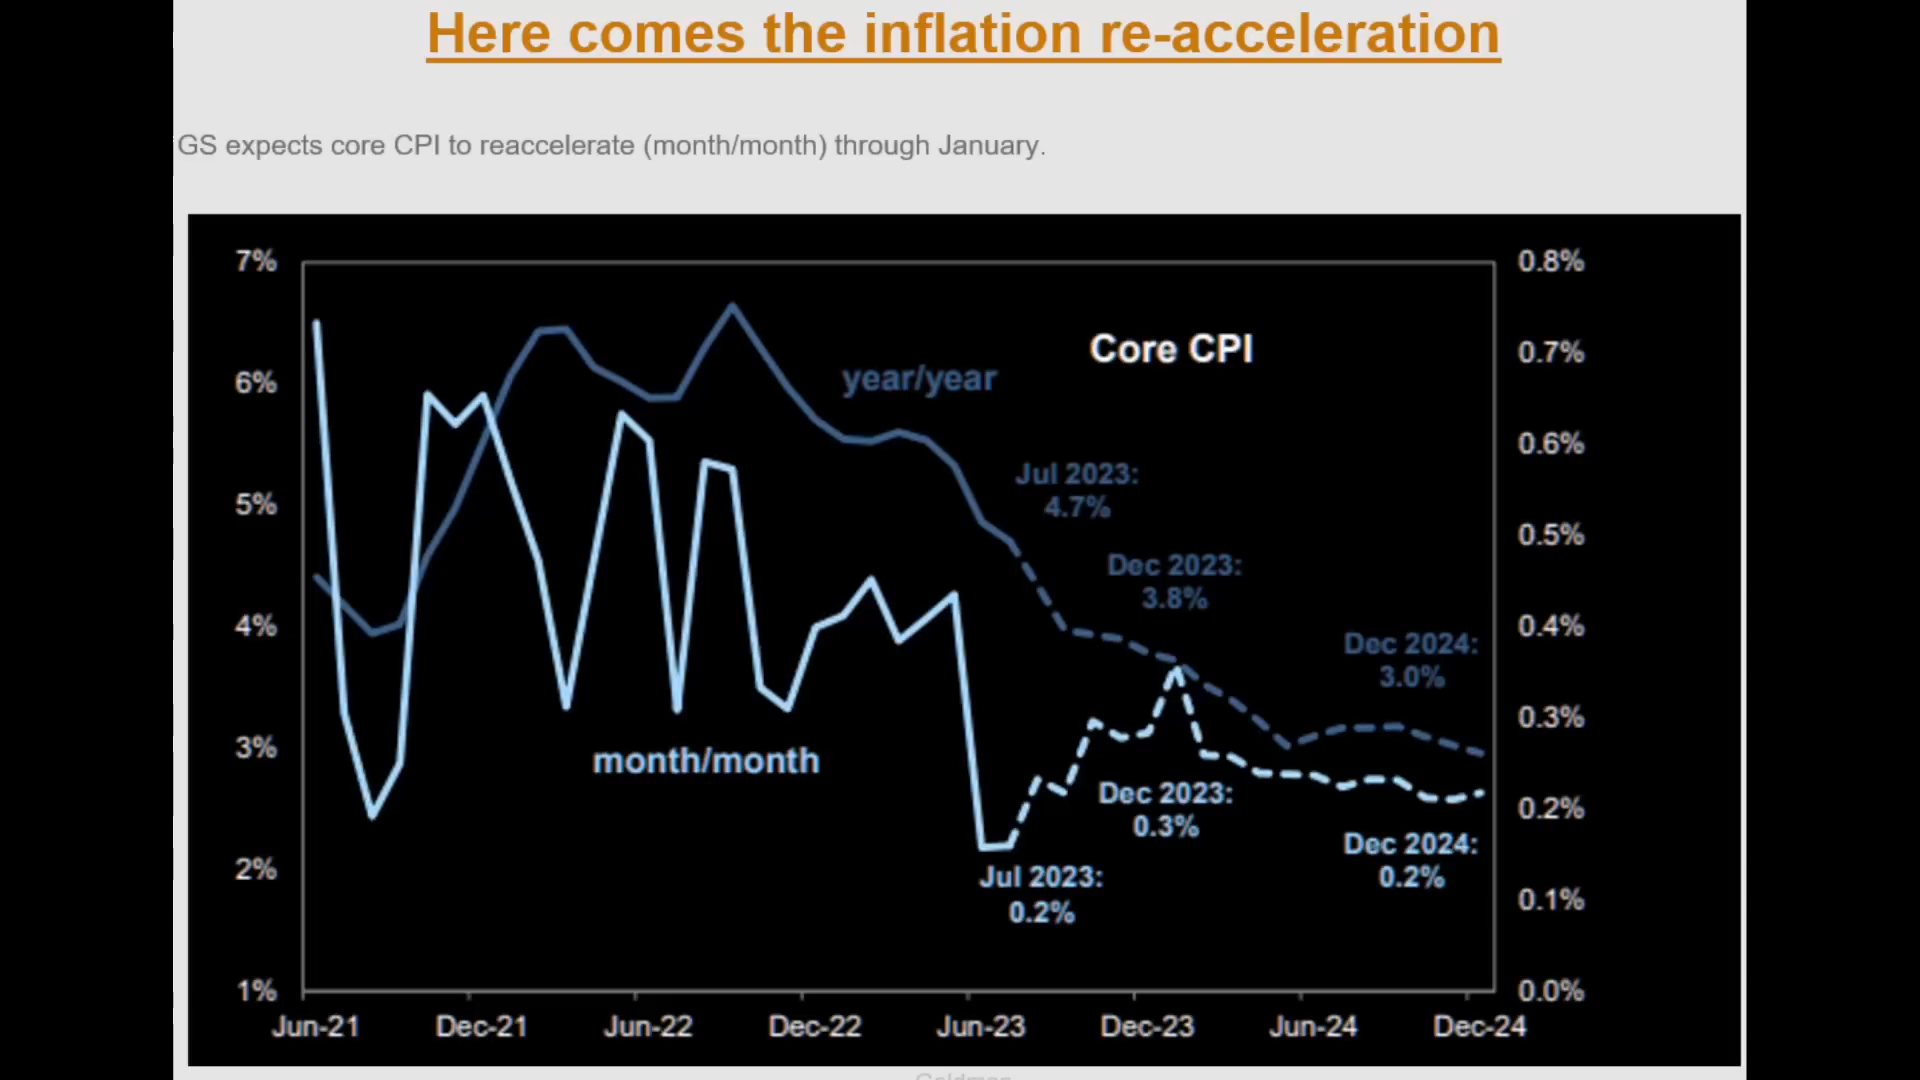 Here comes the inflation re-acceleration
GS expects core CPI to reaccelerate (month/month) through January.
7%
0.8%
Core CPI
0.7%
year/year
6%
0.6%
Jul 2023:
4.7%
5%
0.5%
Dec 2023:
3.8%
4%
0.4%
Dec 2024:
3.0%
0.3%
3%
month/month
Dec 2023:
0.3%
0.2%
Dec 2024:
0.2%
2%
Jul 2023:
0.2%
0.1%
1%
0.0%
Jun-21 Dec-21 Jun-22 Dec-22 Jun-23 Dec-23 Jun-24 Dec-24